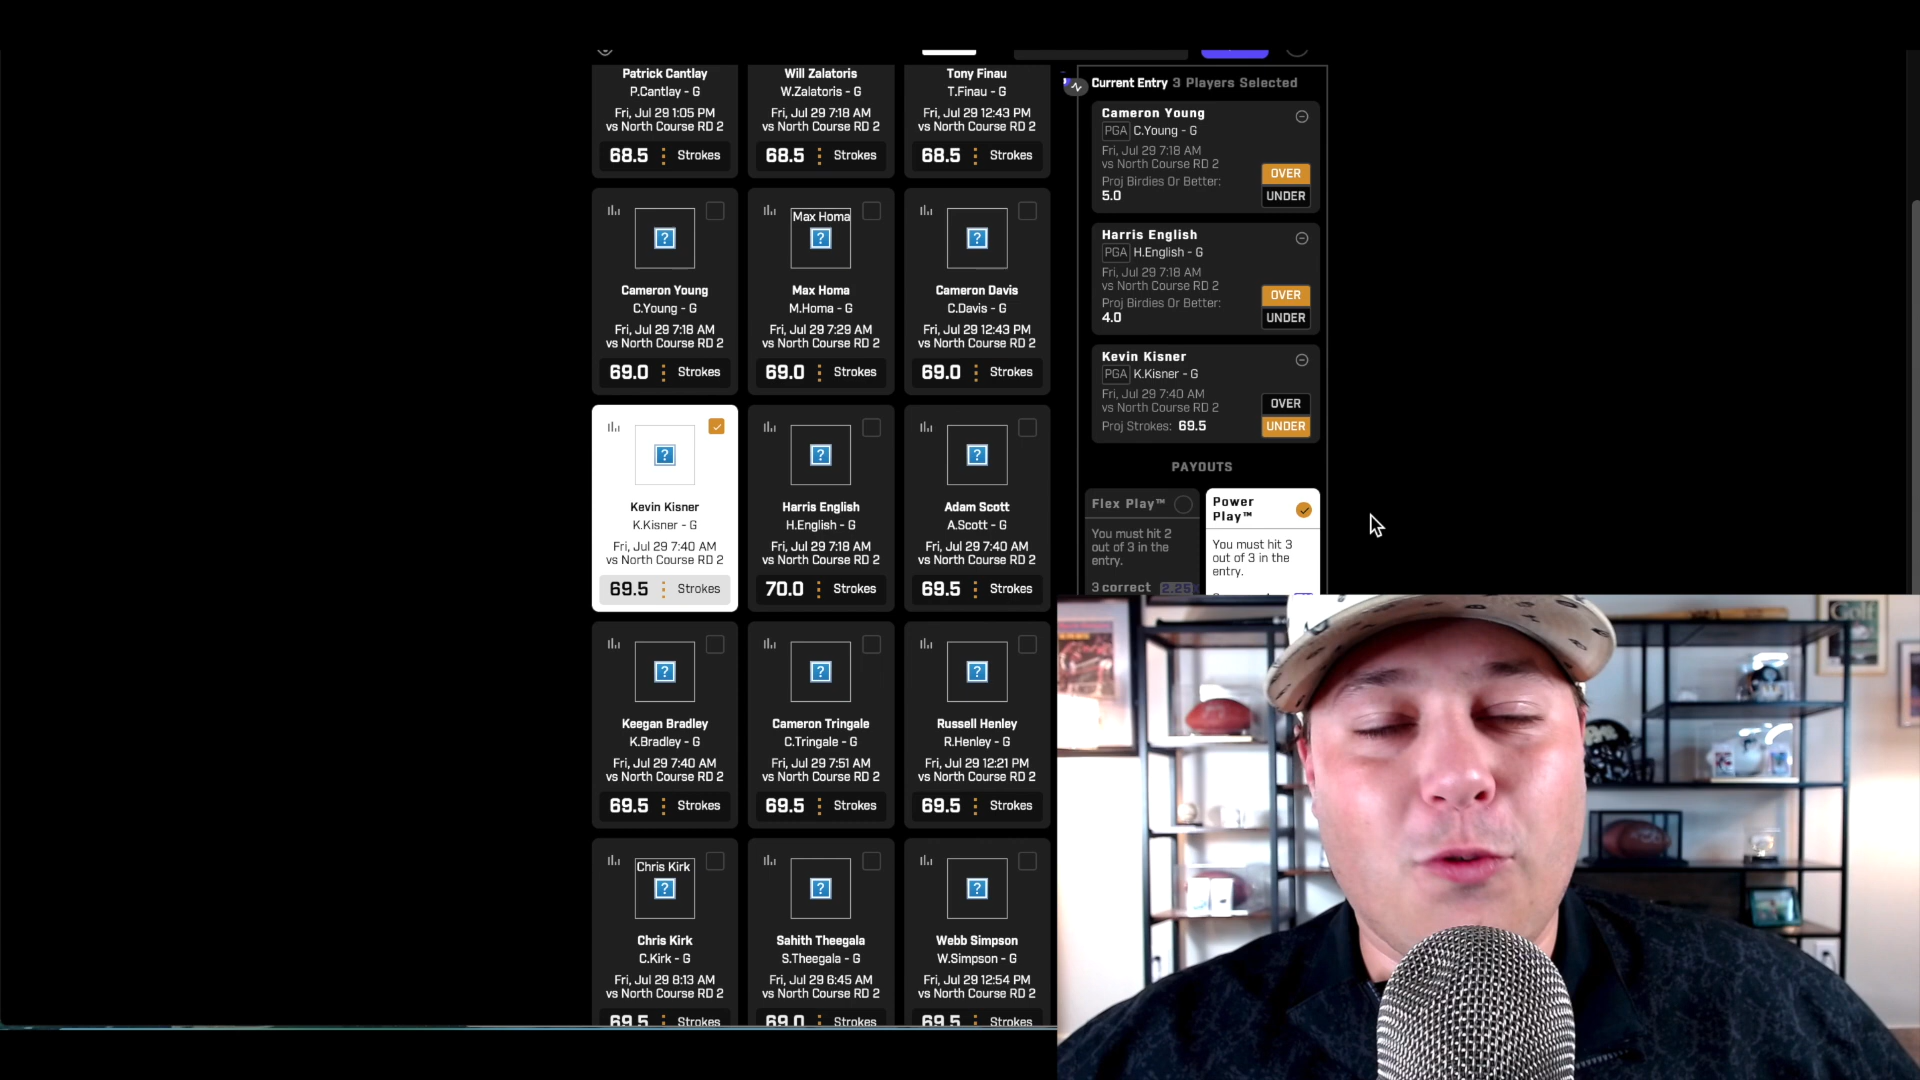 Patrick Cantlay
P.Cantlay - G
Fri, Jul 29 1:05 PM
vs North Course RD 2
68.5 Strokes
Will Zalatoris
W.Zalatoris - G
Fri, Jul 29 7:18 AM
vs North Course RD 2
68.5 Strokes
Tony Finau
T.Finau - G
Fri, Jul 29 12:43 PM
vs North Course RD 2
68.5 Strokes
Cameron Young
C.Young - G
Fri, Jul 29 7:18 AM
vs North Course RD 2
69.0 Strokes
Max Homa
Max Homa
M.Homa - G
Fri, Jul 29 7:29 AM
vs North Course RD 2
69.0 Strokes
Cameron Davis
C.Davis - G
Fri, Jul 29 12:43 PM
vs North Course RD 2
69.0 Strokes
Kevin Kisner
K.Kisner - G
Fri, Jul 29 7:40 AM
vs North Course RD 2
69.5 Strokes
Harris English
H.English - G
Fri, Jul 29 7:18 AM
vs North Course RD 2
70.0 Strokes
Adam Scott
A.Scott - G
Fri, Jul 29 7:40 AM
vs North Course RD 2
69.5 Strokes
Keegan Bradley
K.Bradley - G
Fri, Jul 29 7:40 AM
vs North Course RD 2
69.5 Strokes
Cameron Tringale
C.Tringale - G
Fri, Jul 29 7:51 AM
vs North Course RD 2
69.5 Strokes
Russell Henley
R.Henley - G
Fri, Jul 29 12:21 PM
vs North Course RD 2
69.5 Strokes
Chris Kirk
Chris Kirk
C.Kirk - G
Fri, Jul 29 8:13 AM
vs North Course RD 2
69.5 Strokes
Sahith Theegala
S.Theegala - G
Fri, Jul 29 6:45 AM
vs North Course RD 2
69.0 Strokes
Webb Simpson
W.Simpson - G
Fri, Jul 29 12:54 PM
vs North Course RD 2
69.5 Strokes
Current Entry 3 Players Selected
Cameron Young
PGA C.Young - G
Fri, Jul 29 7:18 AM
vs North Course RD 2
Proj Birdies Or Better:
5.0
OVER
UNDER
Harris English
PGA H.English - G
Fri, Jul 29 7:18 AM
vs North Course RD 2
Proj Birdies Or Better:
4.0
OVER
UNDER
Kevin Kisner
PGA K.Kisner - G
Fri, Jul 29 7:40 AM
vs North Course RD 2
Proj Strokes: 69.5
OVER
UNDER
PAYOUTS
Flex Play™
You must hit 2
out of 3 in the
entry.
3 correct 2.25
Power
Play™
You must hit 3
out of 3 in the
entry.
Golf